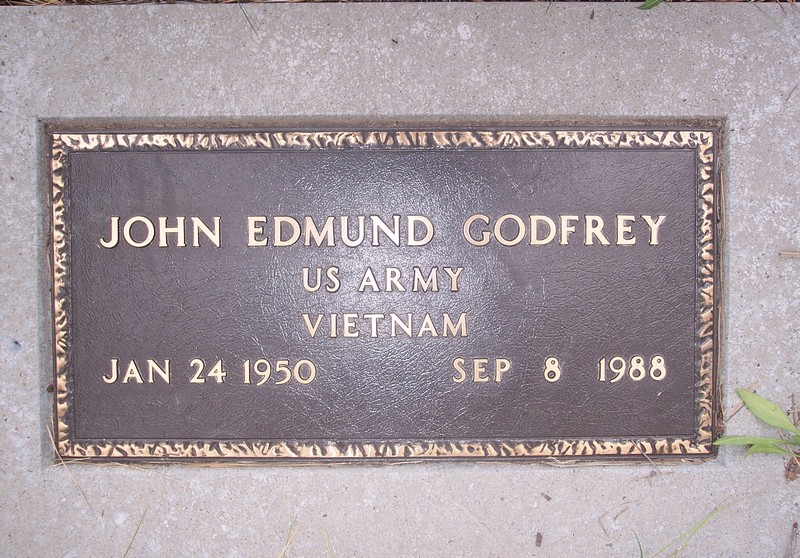 JOHN EDMUND GODFREY
US ARMY
VIETNAM
JAN 24 1950 SEP 8 1988